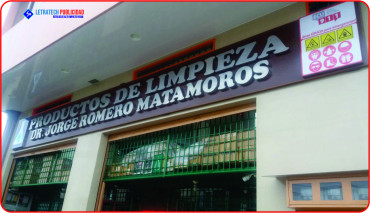 LETRATECH PUBLICIDAD
PRODUCTOS DE LIMPIEZA
DR. JORGE ROMERO MATAMOROS